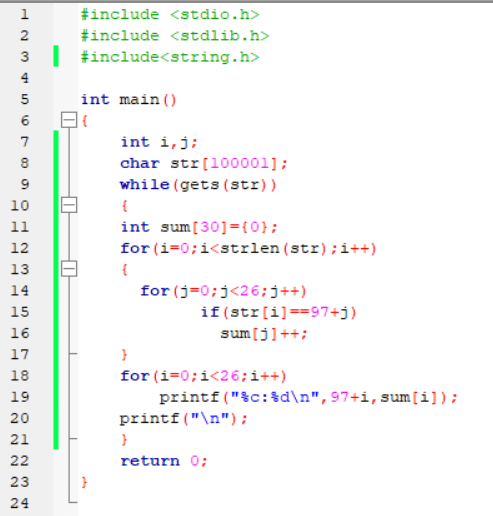 1 #include <stdio.h>
2 #include <stdlib.h>
3 #include<string.h>
4
5 int main()
6 {
7 int i,j;
8 char str[100001];
9 while(gets(str))
10 {
11 int sum[30]={0};
12 for(i=0;i<strlen(str);i++)
13 {
14 for(j=0;j<26;j++)
15 if(str[i]==97+j)
16 sum[j]++;
17 }
18 for(i=0;i<26;i++)
19 printf("%c:%d\n",97+i,sum[i]);
20 printf("\n");
21 }
22 return 0;
23 }
24